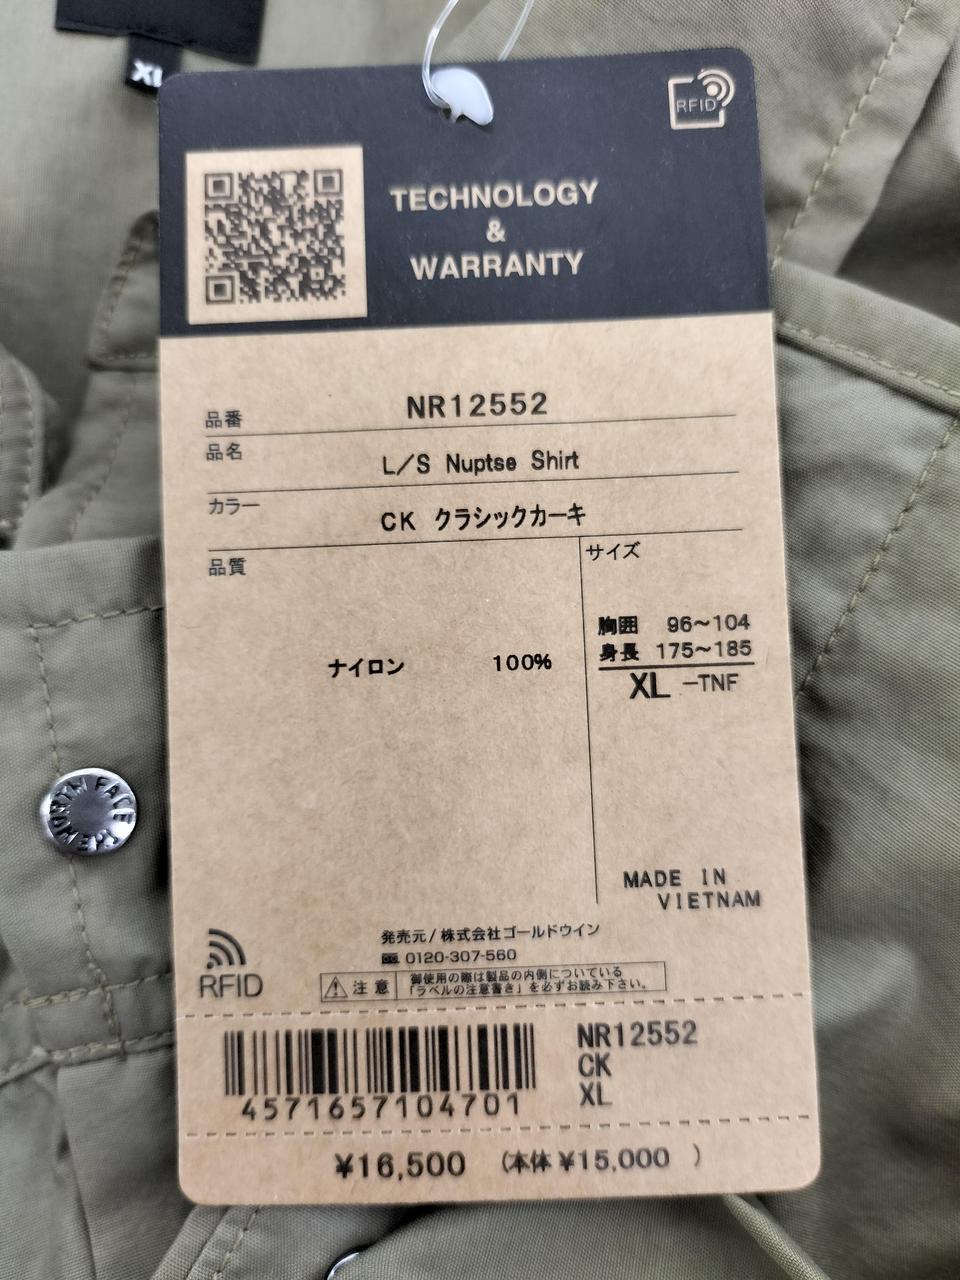 XL
RFID
TECHNOLOGY
&
WARRANTY
品番 NR12552
品名 L/S Nuptse Shirt
カラー CK クラシックカーキ
品質
サイズ
ナイロン 100%
胸囲 96～104
身長 175～185
XL -TNF
THE NORTH FACE
MADE IN
VIETNAM
発売元/株式会社ゴールドウイン
0120-307-560
RFID
注意
御使用の際は製品の内側についている
「ラベルの注意書き」を必ずお読み下さい。
4571657104701
NR12552
CK
XL
¥16,500 (本体 ¥15,000 )